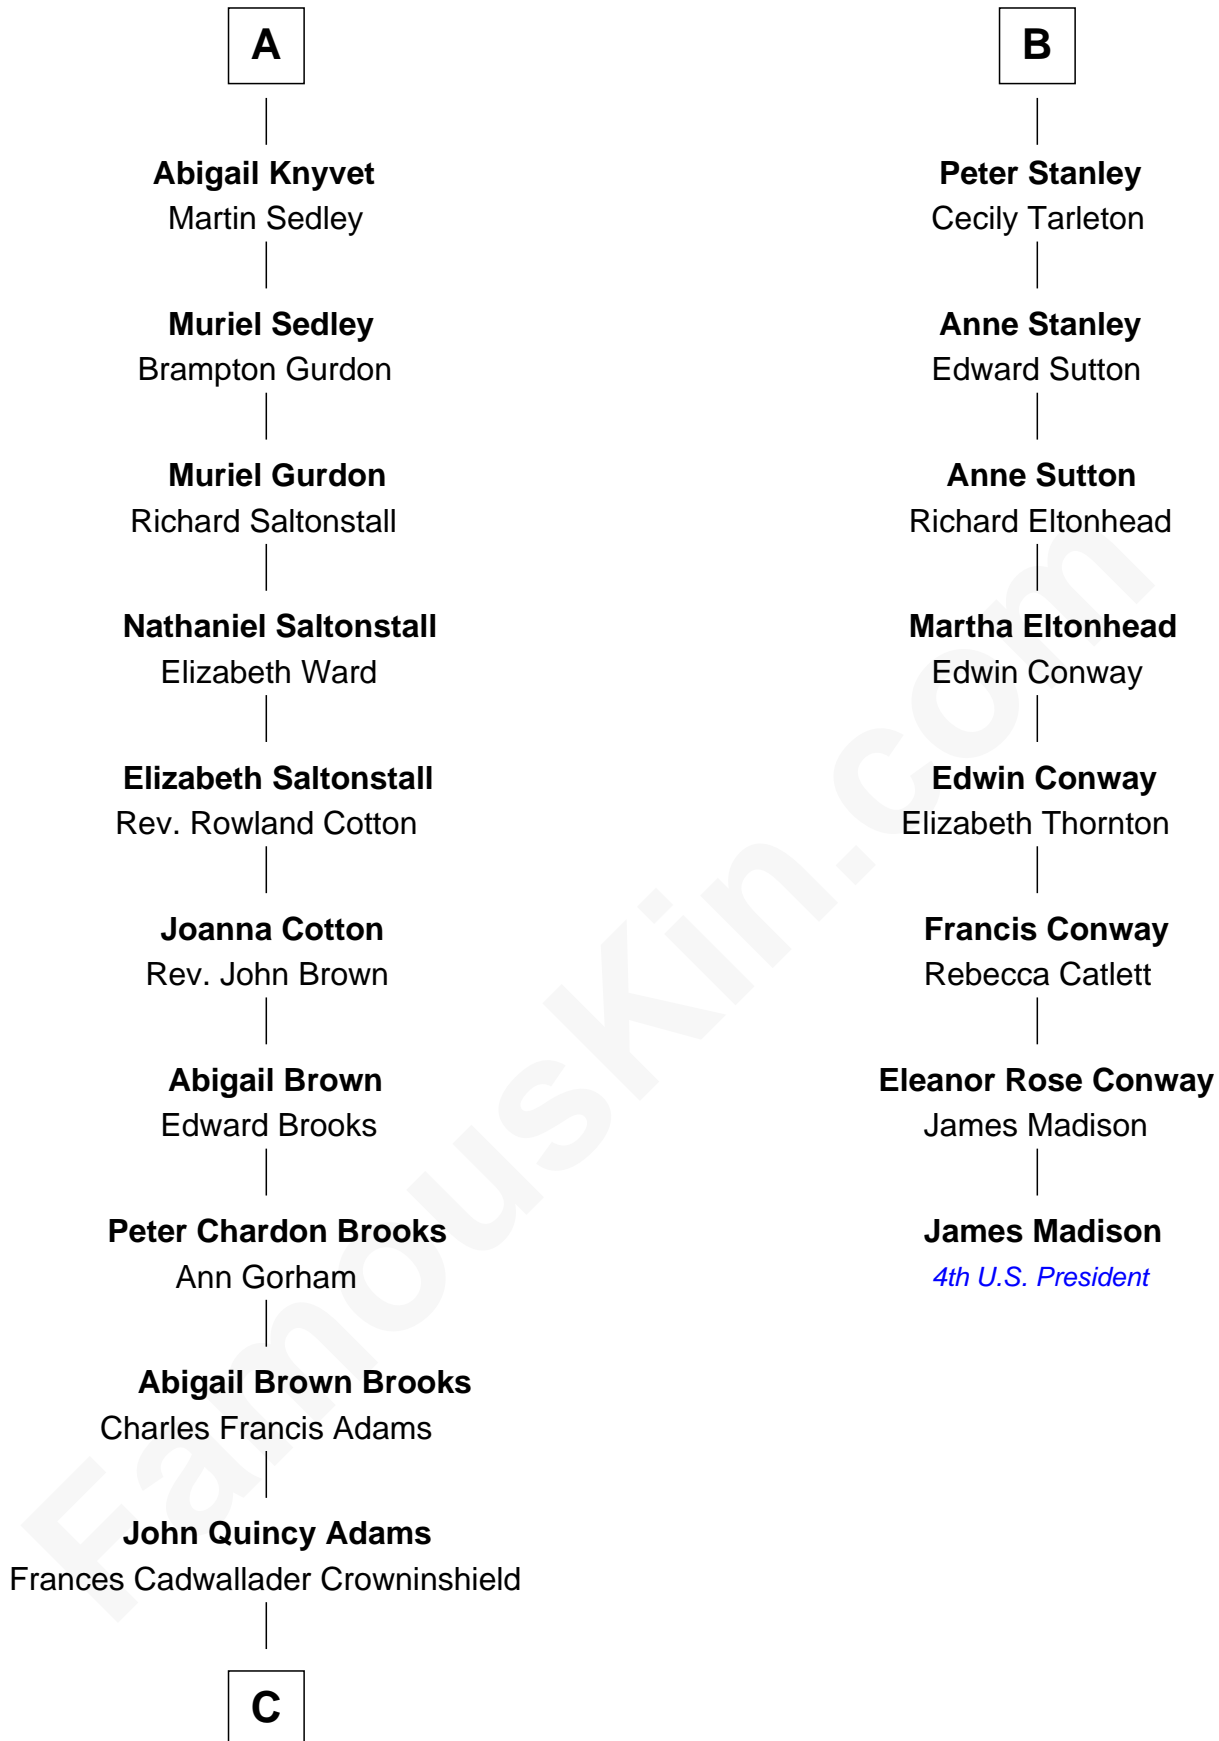 A
Abigail Knyvet
Martin Sedley
Muriel Sedley
Brampton Gurdon
Muriel Gurdon
Richard Saltonstall
Nathaniel Saltonstall
Elizabeth Ward
Elizabeth Saltonstall
Rev. Rowland Cotton
Joanna Cotton
Rev. John Brown
Abigail Brown
Edward Brooks
Peter Chardon Brooks
Ann Gorham
Abigail Brown Brooks
Charles Francis Adams
John Quincy Adams
Frances Cadwallader Crowninshield
C
B
Peter Stanley
Cecily Tarleton
Anne Stanley
Edward Sutton
Anne Sutton
Richard Eltonhead
Martha Eltonhead
Edwin Conway
Edwin Conway
Elizabeth Thornton
Francis Conway
Rebecca Catlett
Eleanor Rose Conway
James Madison
James Madison
4th U.S. President
FamousKin.com